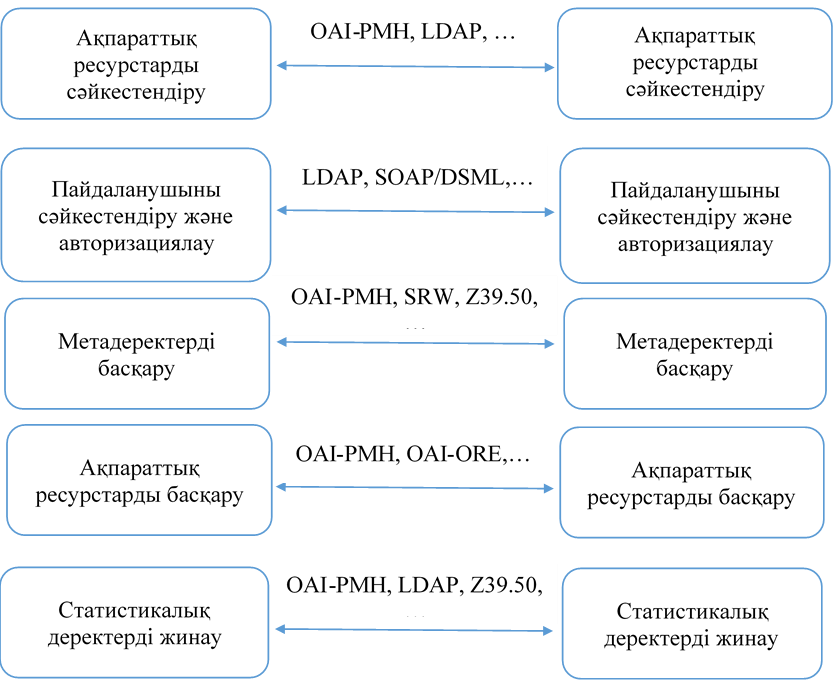 Ақпараттық
ресурстарды
сәйкестендіру
OAI-PMH, LDAP, …
Ақпараттық
ресурстарды
сәйкестендіру
Пайдаланушыны
сәйкестендіру және
авторизациялау
LDAP, SOAP/DSML,…
Пайдаланушыны
сәйкестендіру және
авторизациялау
Метадеректерді
басқару
OAI-PMH, SRW, Z39.50,
…
Метадеректерді
басқару
Ақпараттық
ресурстарды басқару
OAI-PMH, OAI-ORE,…
Ақпараттық
ресурстарды басқару
Статистикалық
деректерді жинау
OAI-PMH, LDAP, Z39.50,
…
Статистикалық
деректерді жинау